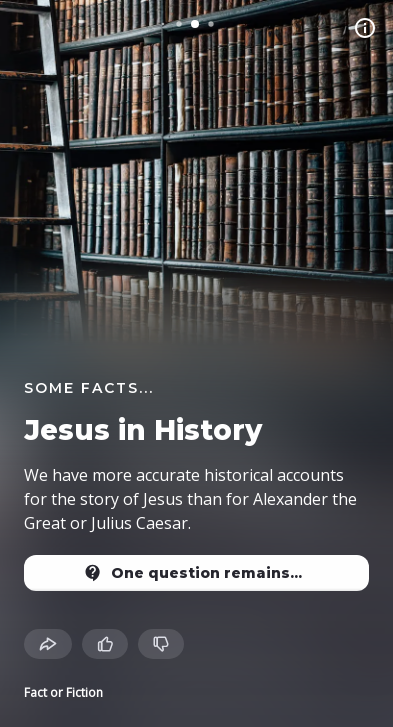 SOME FACTS...
Jesus in History
We have more accurate historical accounts
for the story of Jesus than for Alexander the
Great or Julius Caesar.
One question remains...
Fact or Fiction